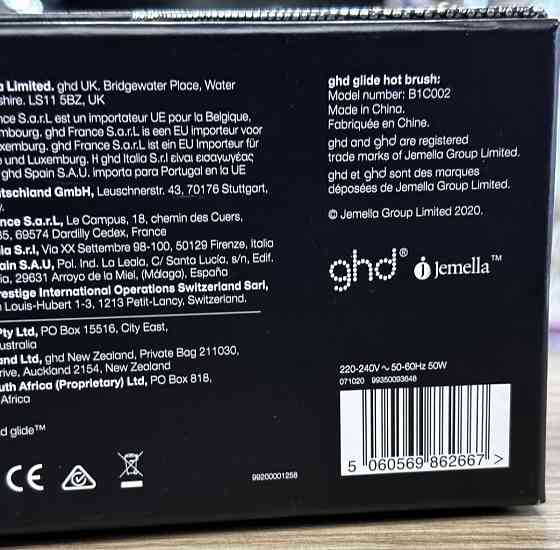 Limited. ghd UK. Bridgewater Place, Water
shire. LS11 5BZ, UK
nce S.a.r.L est un importateur UE pour la Belgique,
mbourg. ghd France S.a.r.L is een EU importeur voor
xemburg. ghd France S.a.r.L ist ein EU Importeur für
und Luxemburg. Η ghd Italia S.r.l είναι εισαγωγέας
ghd Spain S.A.U. importa para Portugal en la UE
utschland GmbH, Leuschnerstr. 43, 70176 Stuttgart,
nce S.a.r.L, Le Campus, 18, chemin des Cuers,
35, 69574 Dardilly Cedex, France
ia S.r.l, Via XX Settembre 98-100, 50129 Firenze, Italia
ain S.A.U, Pol. Ind. La Leala, C/ Santa Lucía, s/n, Edif.
ia, 29631 Arroyo de la Miel, (Málaga), España
restige International Operations Switzerland Sarl,
Louis-Hubert 1-3, 1213 Petit-Lancy, Switzerland.
Pty Ltd, PO Box 15516, City East,
ustralia
and Ltd, ghd New Zealand, Private Bag 211030,
rive, Auckland 2154, New Zealand
uth Africa (Proprietary) Ltd, PO Box 818,
Africa
d glide™
CE
99200001258
ghd glide hot brush:
Model number: B1C002
Made in China.
Fabriquée en Chine.
ghd and ghd are registered
trade marks of Jemella Group Limited.
ghd et ghd sont des marques
déposées de Jemella Group Limited.
© Jemella Group Limited 2020.
ghd® Jemella™
220-240V ~ 50-60Hz 50W
071020 99350093648
5 060569 862667 >